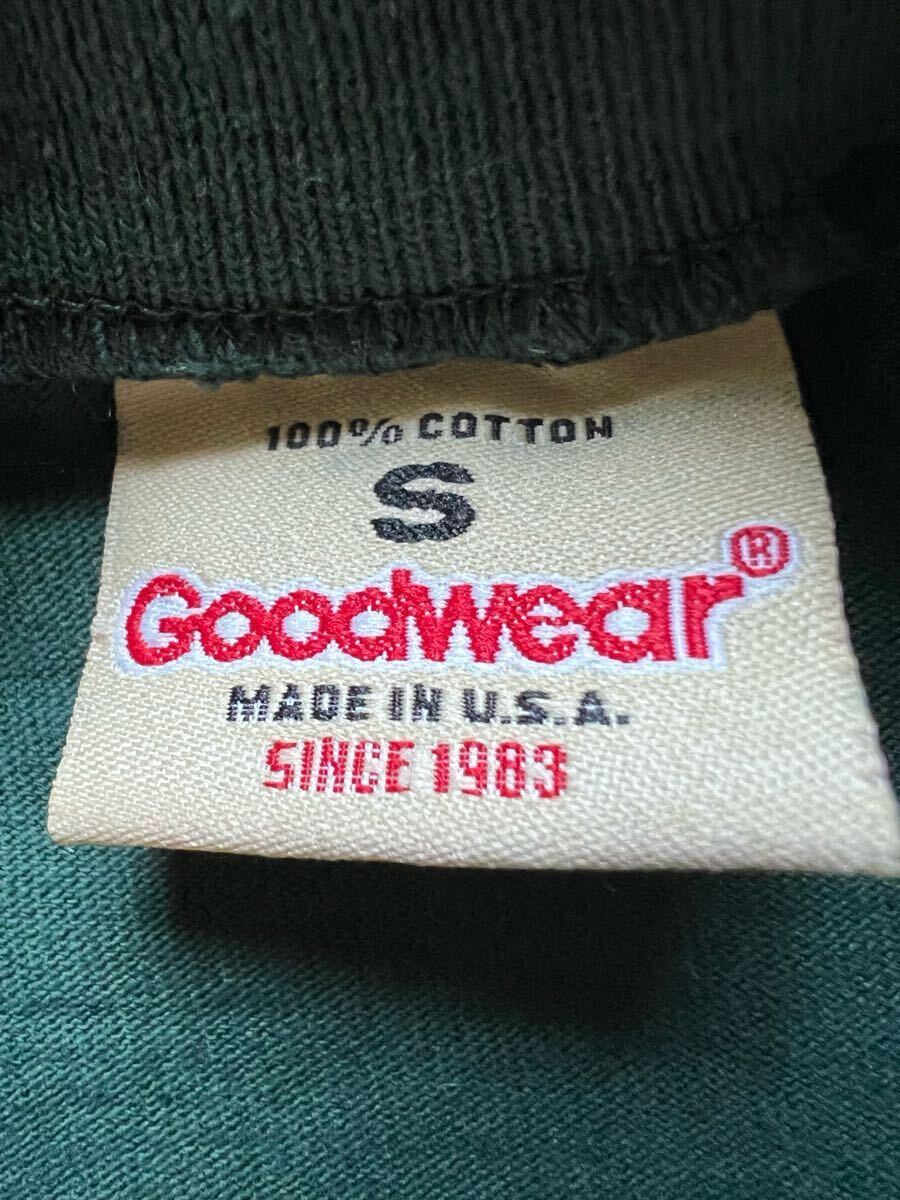 100% COTTON
S
Goodwear®
MADE IN U.S.A.
SINCE 1983